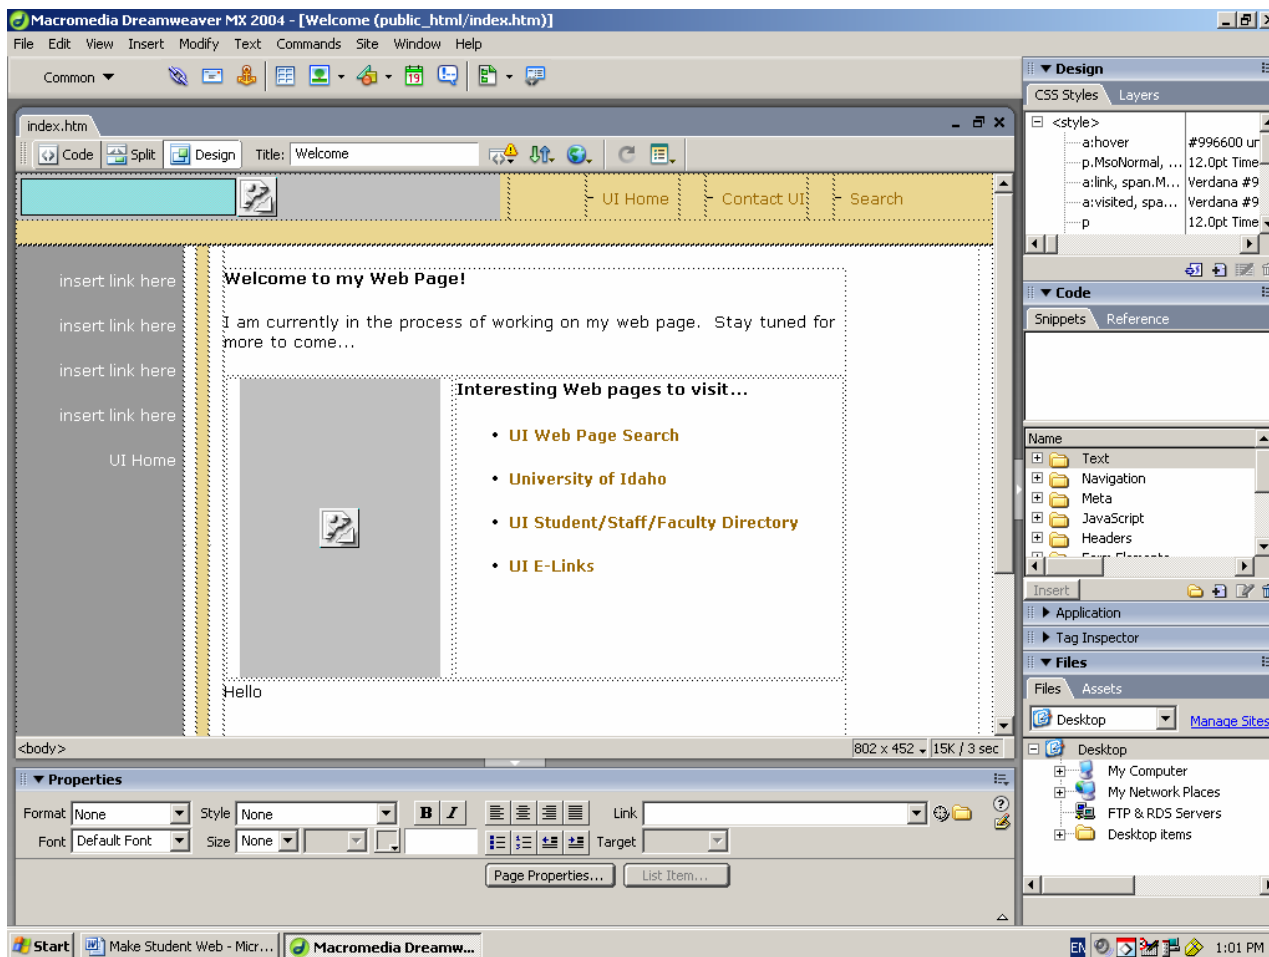 Macromedia Dreamweaver MX 2004 - [Welcome (public_html/index.htm)]
File Edit View Insert Modify Text Commands Site Window Help
Common
19
index.htm
Code Split Design Title: Welcome
UI Home Contact UI Search
insert link here
insert link here
insert link here
insert link here
UI Home
Welcome to my Web Page!
I am currently in the process of working on my web page. Stay tuned for
more to come...
Interesting Web pages to visit...
• UI Web Page Search
• University of Idaho
• UI Student/Staff/Faculty Directory
• UI E-Links
Hello
<body> 802 x 452 15K / 3 sec
Properties
Format None Style None B I Link
Font Default Font Size None Target
Page Properties... List Item...
Design
CSS Styles Layers
<style>
a:hover #996600 ur
p.MsoNormal, ... 12.0pt Time
a:link, span.M... Verdana #9
a:visited, spa... Verdana #9
p 12.0pt Time
Code
Snippets Reference
Name
Text
Navigation
Meta
JavaScript
Headers
Form Elements
Insert
Application
Tag Inspector
Files
Files Assets
Desktop Manage Sites
Desktop
My Computer
My Network Places
FTP & RDS Servers
Desktop items
Start Make Student Web - Micr... Macromedia Dreamw... EN 1:01 PM